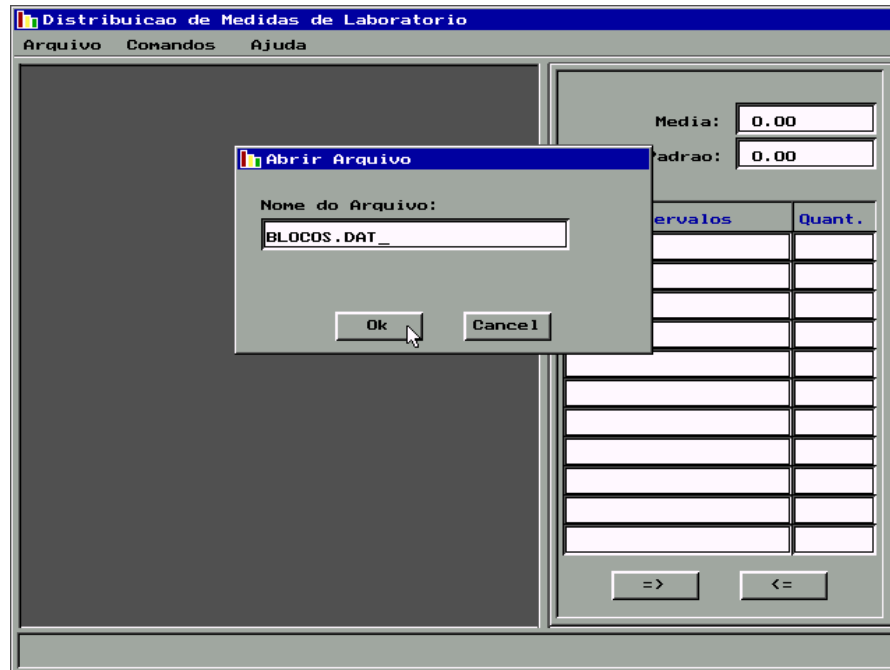 Distribuicao de Medidas de Laboratorio
Arquivo Comandos Ajuda
Media: 0.00
Abrir Arquivo
Padrao: 0.00
Nome do Arquivo:
BLOCOS.DAT_
ervalos Quant.
Ok Cancel
=> <=